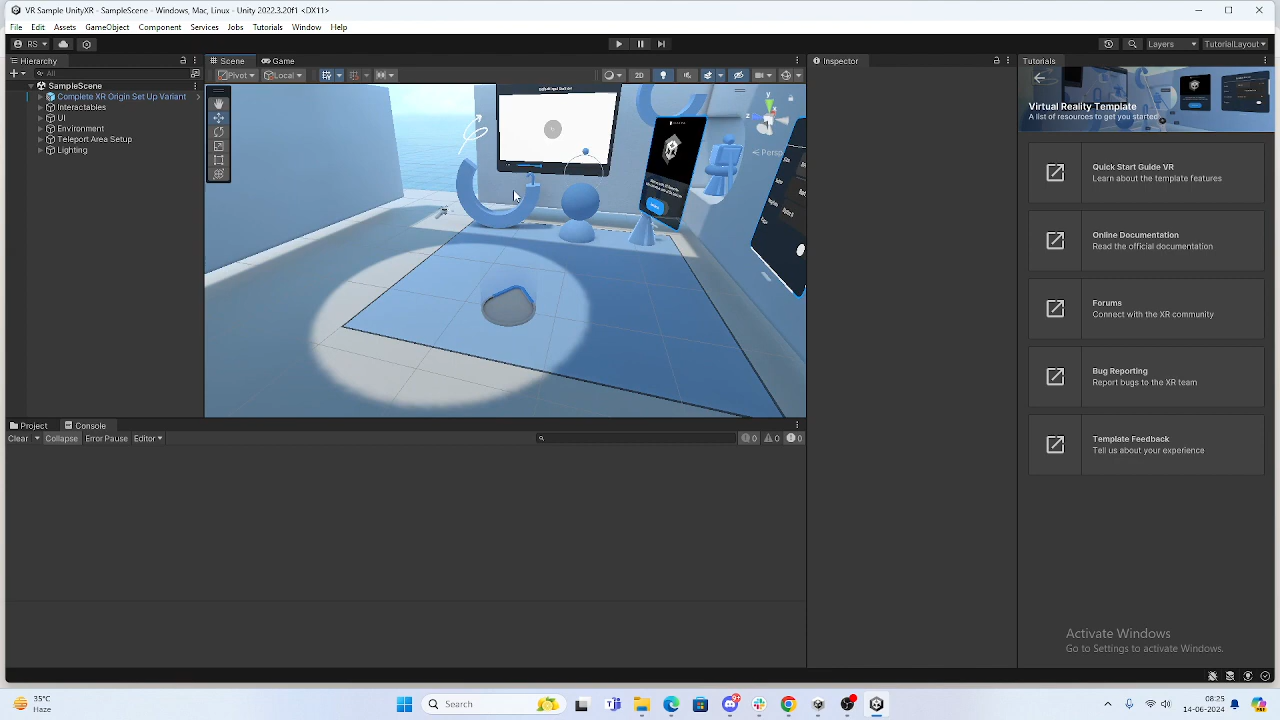 VR Sample UnityXR - SampleScene - Windows, Mac, Linux - Unity 2022.3.20f1 <DX11>
File Edit Assets GameObject Component Services Jobs Tutorials Window Help
RS Layers TutorialLayout
Hierarchy Scene Game Inspector Tutorials
All Pivot Local 2D
SampleScene
Complete XR Origin Set Up Variant
Interactables
UI
Environment
Teleport Area Setup
Lighting
y
z
Persp
Virtual Reality Template
A list of resources to get you started
Quick Start Guide VR
Learn about the template features
Online Documentation
Read the official documentation
Forums
Connect with the XR community
Bug Reporting
Report bugs to the XR team
Template Feedback
Tell us about your experience
Project Console
Clear Collapse Error Pause Editor 0 0 0
Activate Windows
Go to Settings to activate Windows.
35°C
Haze
Search
08:25
14-06-2024